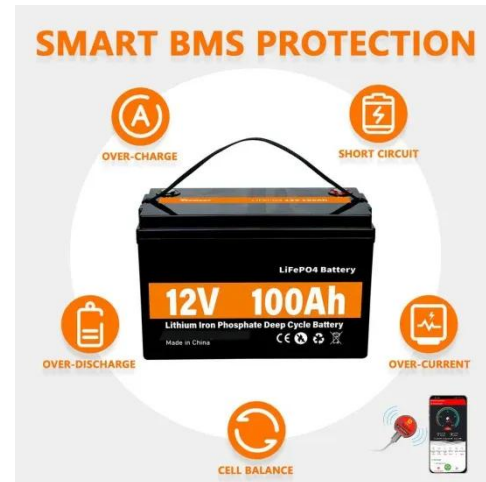 SMART BMS PROTECTION
OVER-CHARGE
SHORT CIRCUIT
LiFePO4 Battery
12V 100Ah
Lithium Iron Phosphate Deep Cycle Battery
Made in China
CE
OVER-DISCHARGE
OVER-CURRENT
CELL BALANCE